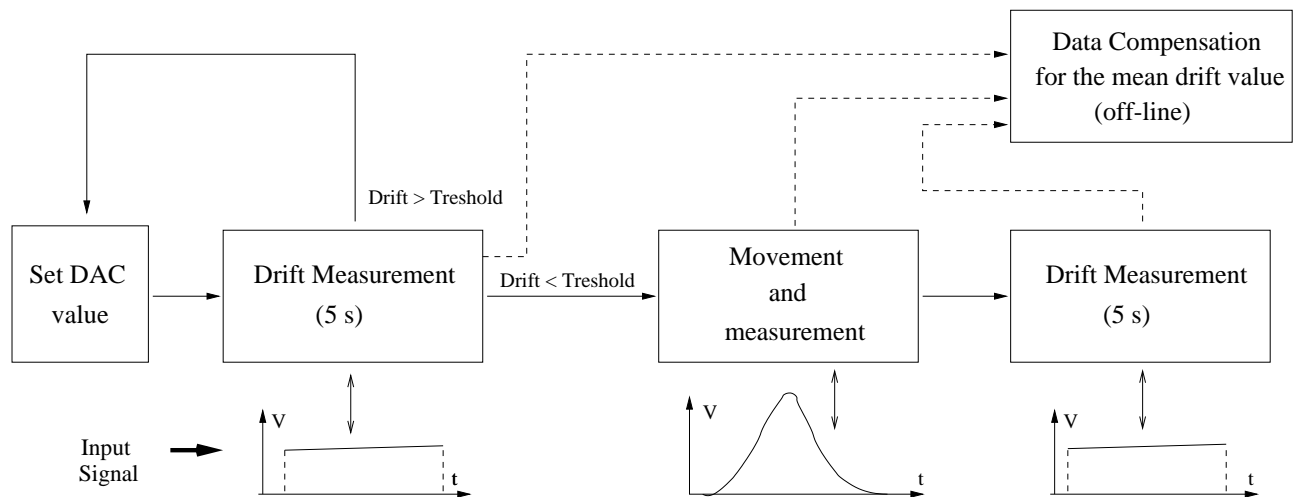 Data Compensation
for the mean drift value
(off-line)
Drift > Treshold
Set DAC
value
Drift Measurement
(5 s)
Drift < Treshold
Movement
and
measurement
Drift Measurement
(5 s)
Input
Signal
V
t
V
t
V
t